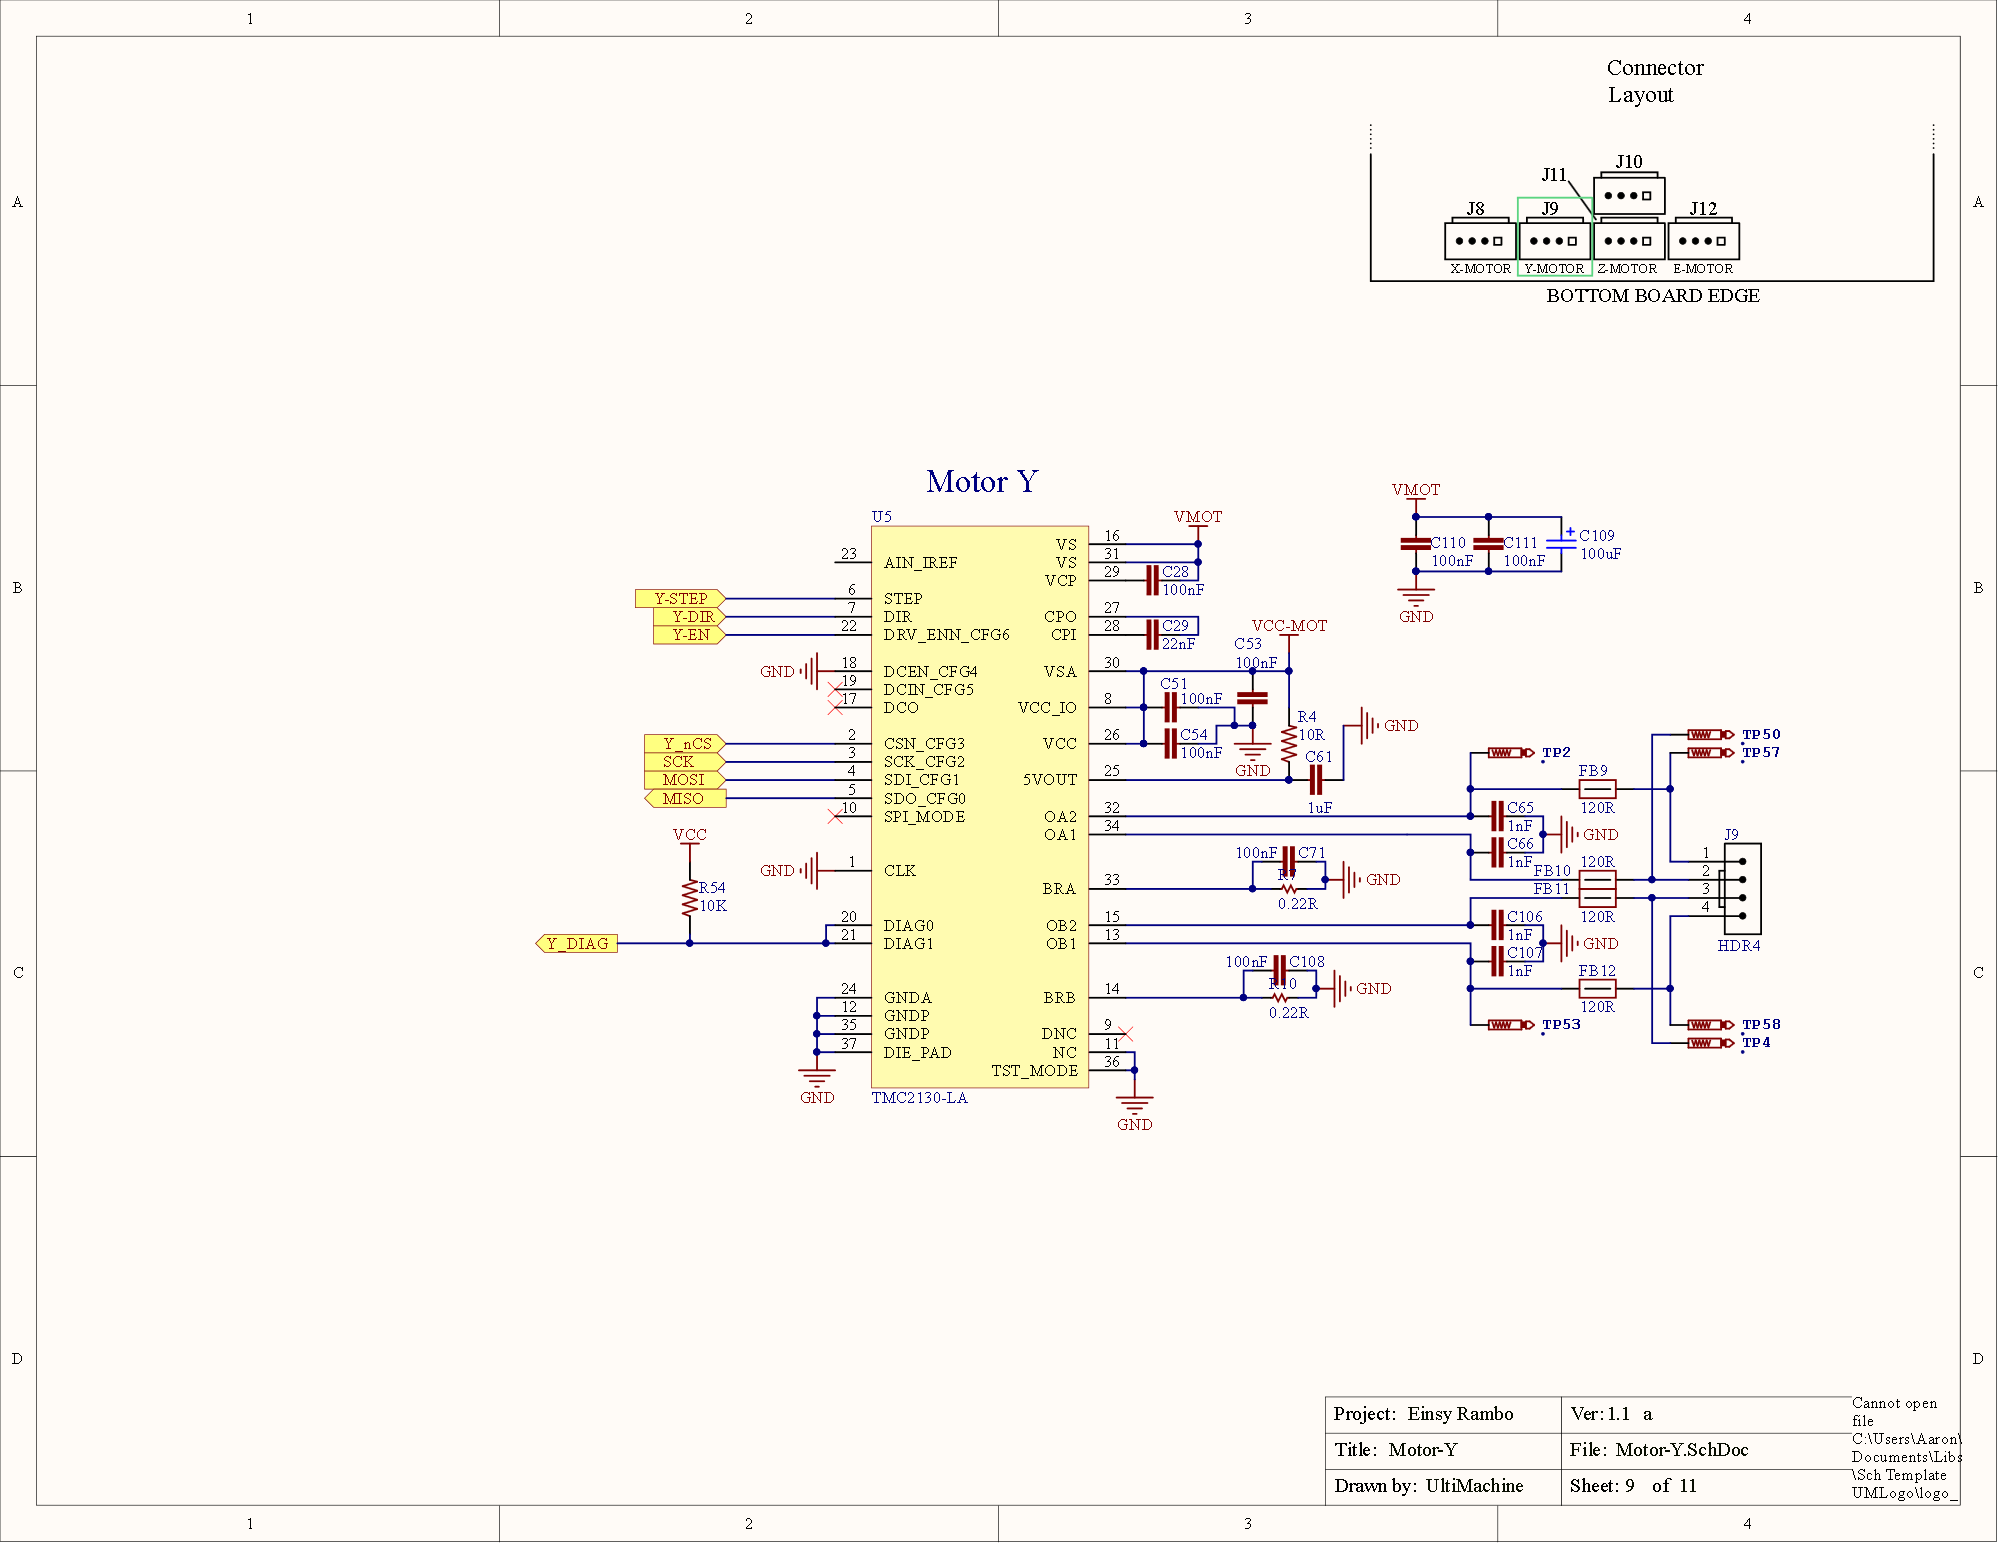 1 2 3 4
A A
B B
C C
D D
Connector
Layout
J10
J11
J8 J9 J12
X-MOTOR Y-MOTOR Z-MOTOR E-MOTOR
BOTTOM BOARD EDGE
Motor Y
U5
23 AIN_IREF
Y-STEP 6 STEP
Y-DIR 7 DIR
Y-EN 22 DRV_ENN_CFG6
GND 18 DCEN_CFG4
19 DCIN_CFG5
17 DCO
Y_nCS 2 CSN_CFG3
SCK 3 SCK_CFG2
MOSI 4 SDI_CFG1
MISO 5 SDO_CFG0
10 SPI_MODE
GND 1 CLK
VCC
R54
10K
20 DIAG0
Y_DIAG 21 DIAG1
24 GNDA
12 GNDP
35 GNDP
37 DIE_PAD
GND
TMC2130-LA
VS 16
VS 31
VCP 29
CPO 27
CPI 28
VSA 30
VCC_IO 8
VCC 26
5VOUT 25
OA2 32
OA1 34
BRA 33
OB2 15
OB1 13
BRB 14
DNC 9
NC 11
TST_MODE 36
GND
VMOT
C28
100nF
C29
22nF
VCC-MOT
C53
100nF
C51
100nF
C54
100nF
GND
R4
10R
C61
1uF
GND
100nF C71
R7
0.22R
GND
100nF C108
R10
0.22R
GND
VMOT
C110
100nF
C111
100nF
+
C109
100uF
GND
TP2
TP50
TP57
FB9
120R
C65
1nF
C66
1nF
GND
120R
FB10
FB11
120R
C106
1nF
C107
1nF
GND
FB12
120R
J9
1
2
3
4
HDR4
TP53
TP58
TP4
Project: Einsy Rambo Ver:1.1 a
Title: Motor-Y File: Motor-Y.SchDoc
Drawn by: UltiMachine Sheet: 9 of 11
Cannot open
file
C:\Users\Aaron\
Documents\Libs
\Sch Template
UMLogo\logo_
1 2 3 4